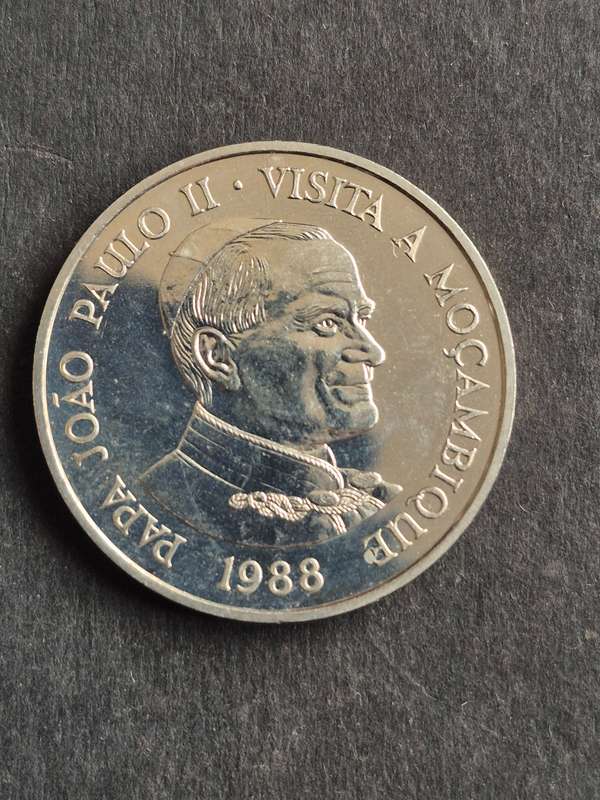 PAPA JOÃO PAULO II · VISITA A MOÇAMBIQUE
1988